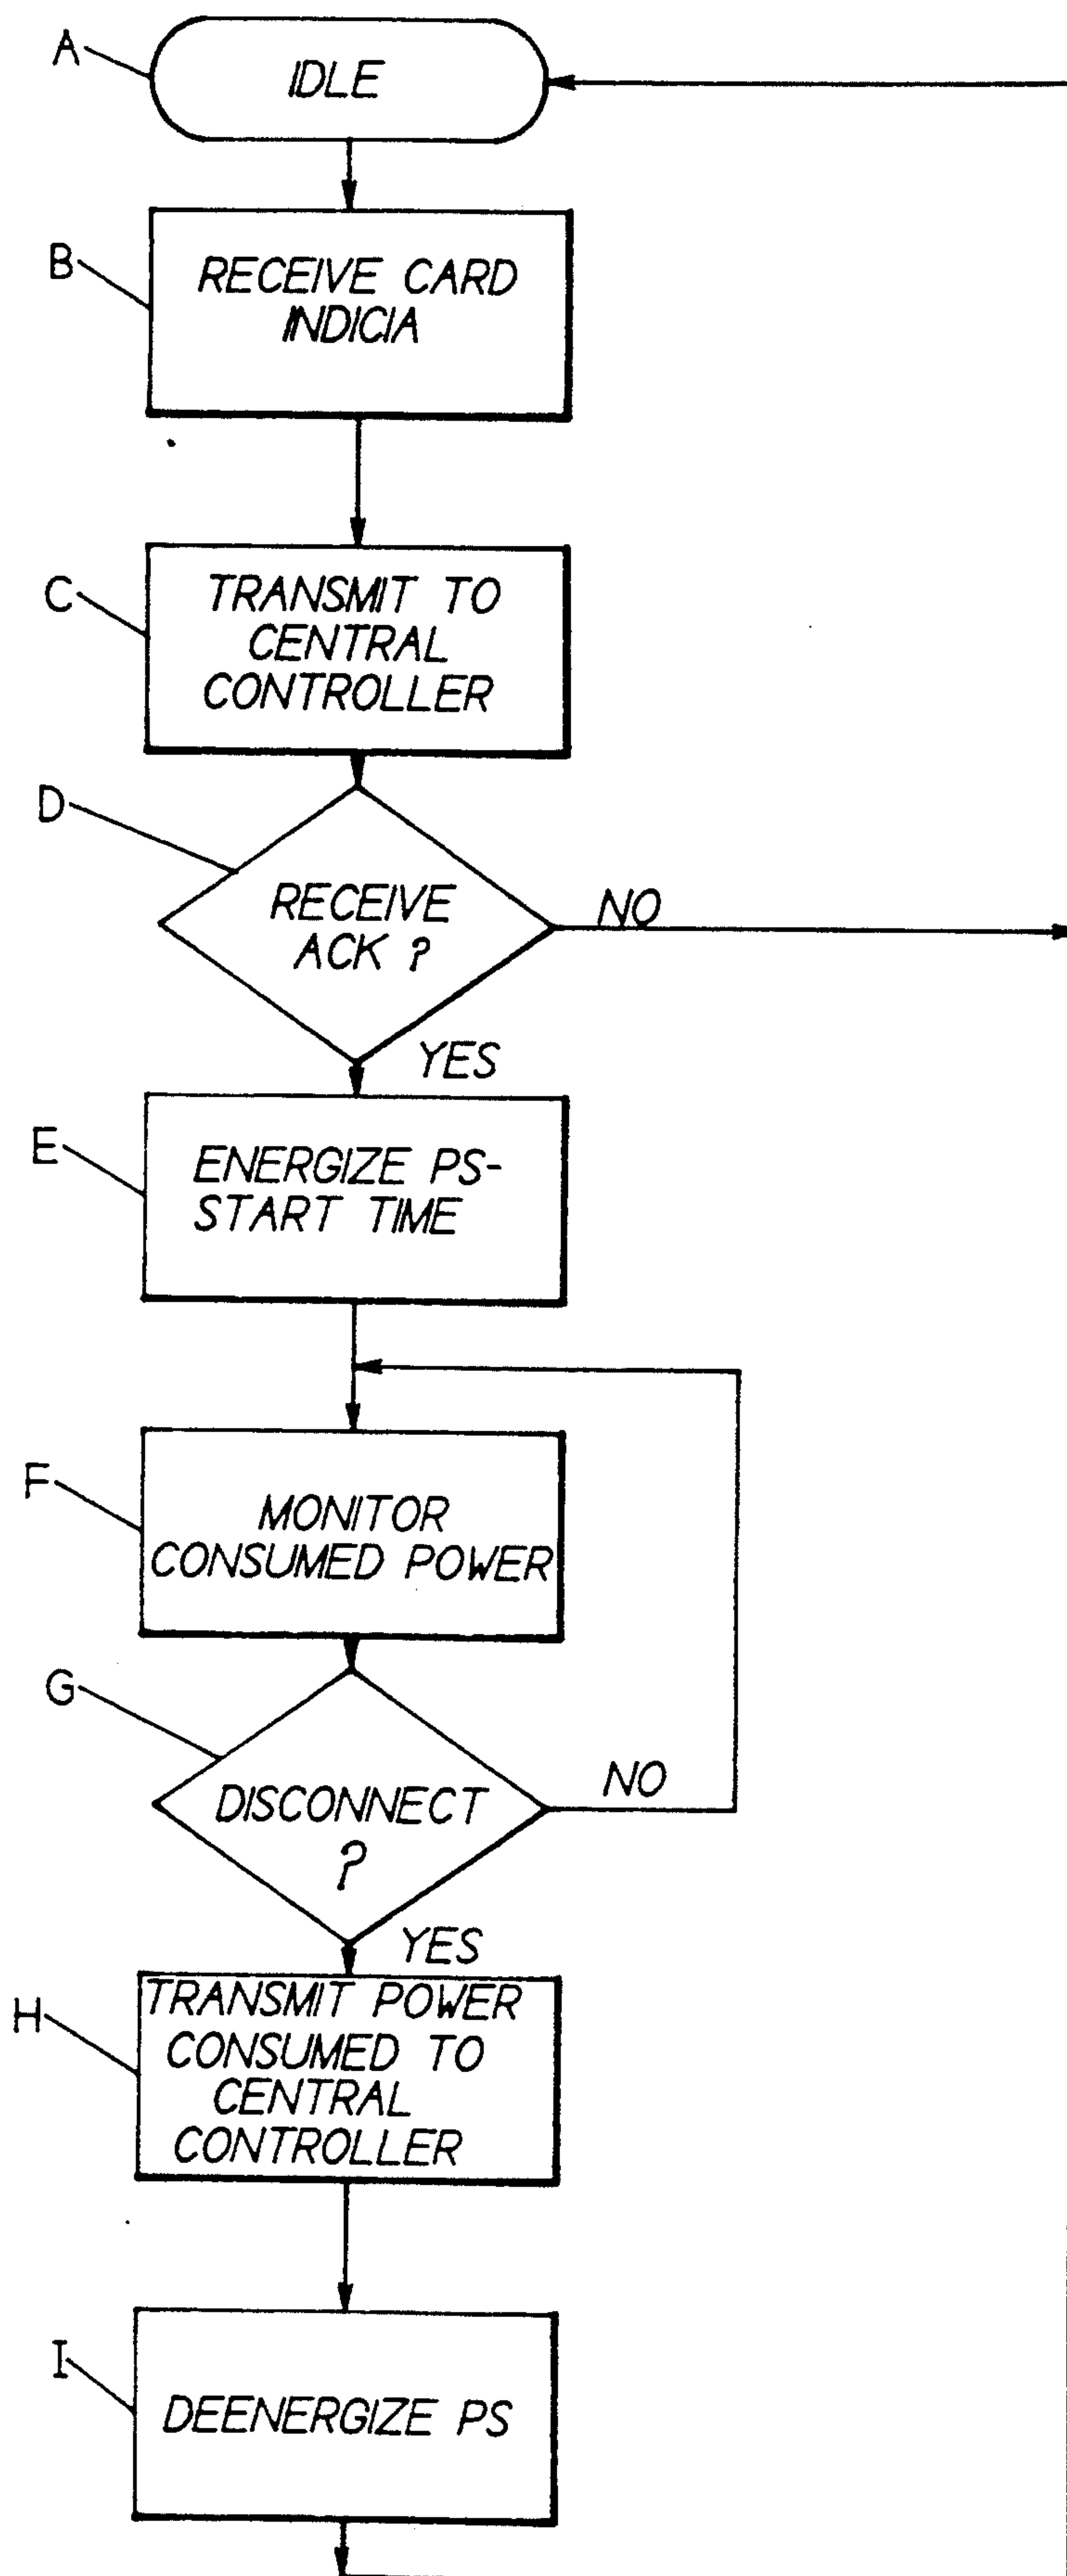 A
IDLE
B
RECEIVE CARD
INDICIA
C
TRANSMIT TO
CENTRAL
CONTROLLER
D
RECEIVE
ACK ?
NO
YES
E
ENERGIZE PS-
START TIME
F
MONITOR
CONSUMED POWER
G
DISCONNECT
?
NO
YES
H
TRANSMIT POWER
CONSUMED TO
CENTRAL
CONTROLLER
I
DEENERGIZE PS